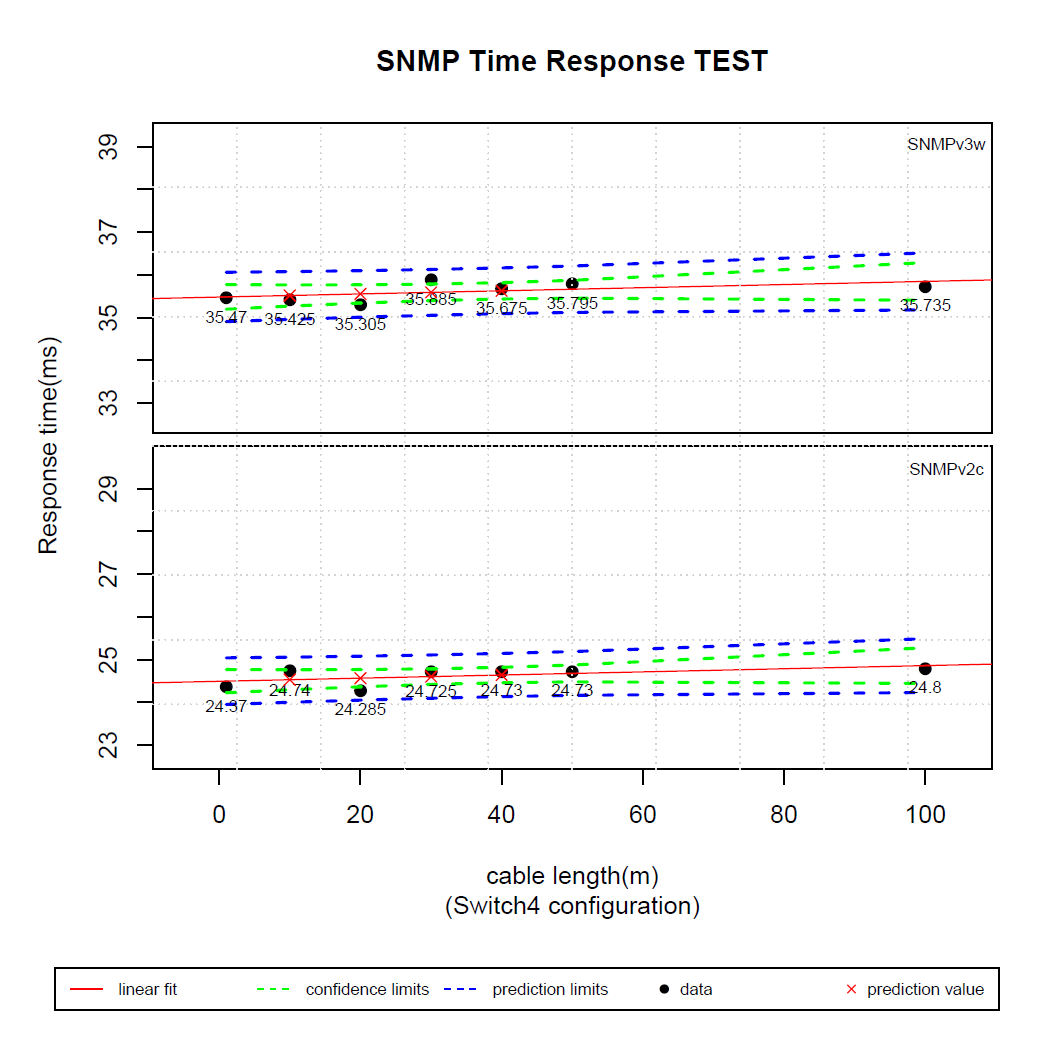 SNMP Time Response TEST
SNMPv3w
39
37
35
33
35.47 35.425 35.305 35.885 35.675 35.795 35.735
Response time(ms)
SNMPv2c
29
27
25
23
24.37 24.74 24.285 24.725 24.73 24.73 24.8
0 20 40 60 80 100
cable length(m)
(Switch4 configuration)
linear fit confidence limits prediction limits data prediction value